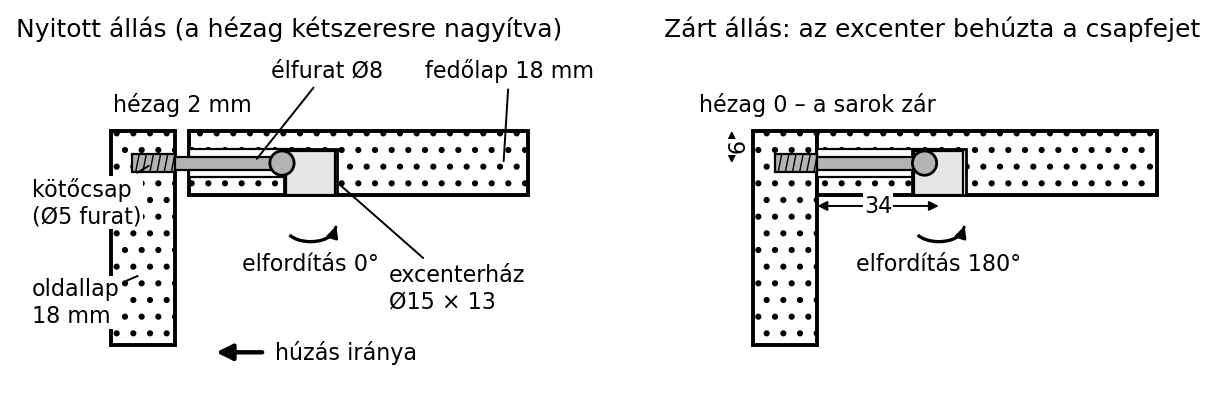 Nyitott állás (a hézag kétszeresre nagyítva)
élfurat Ø8
fedőlap 18 mm
hézag 2 mm
kötőcsap
(Ø5 furat)
elfordítás 0°
excenterház
Ø15 × 13
oldallap
18 mm
húzás iránya
Zárt állás: az excenter behúzta a csapfejet
hézag 0 – a sarok zár
9
34
elfordítás 180°